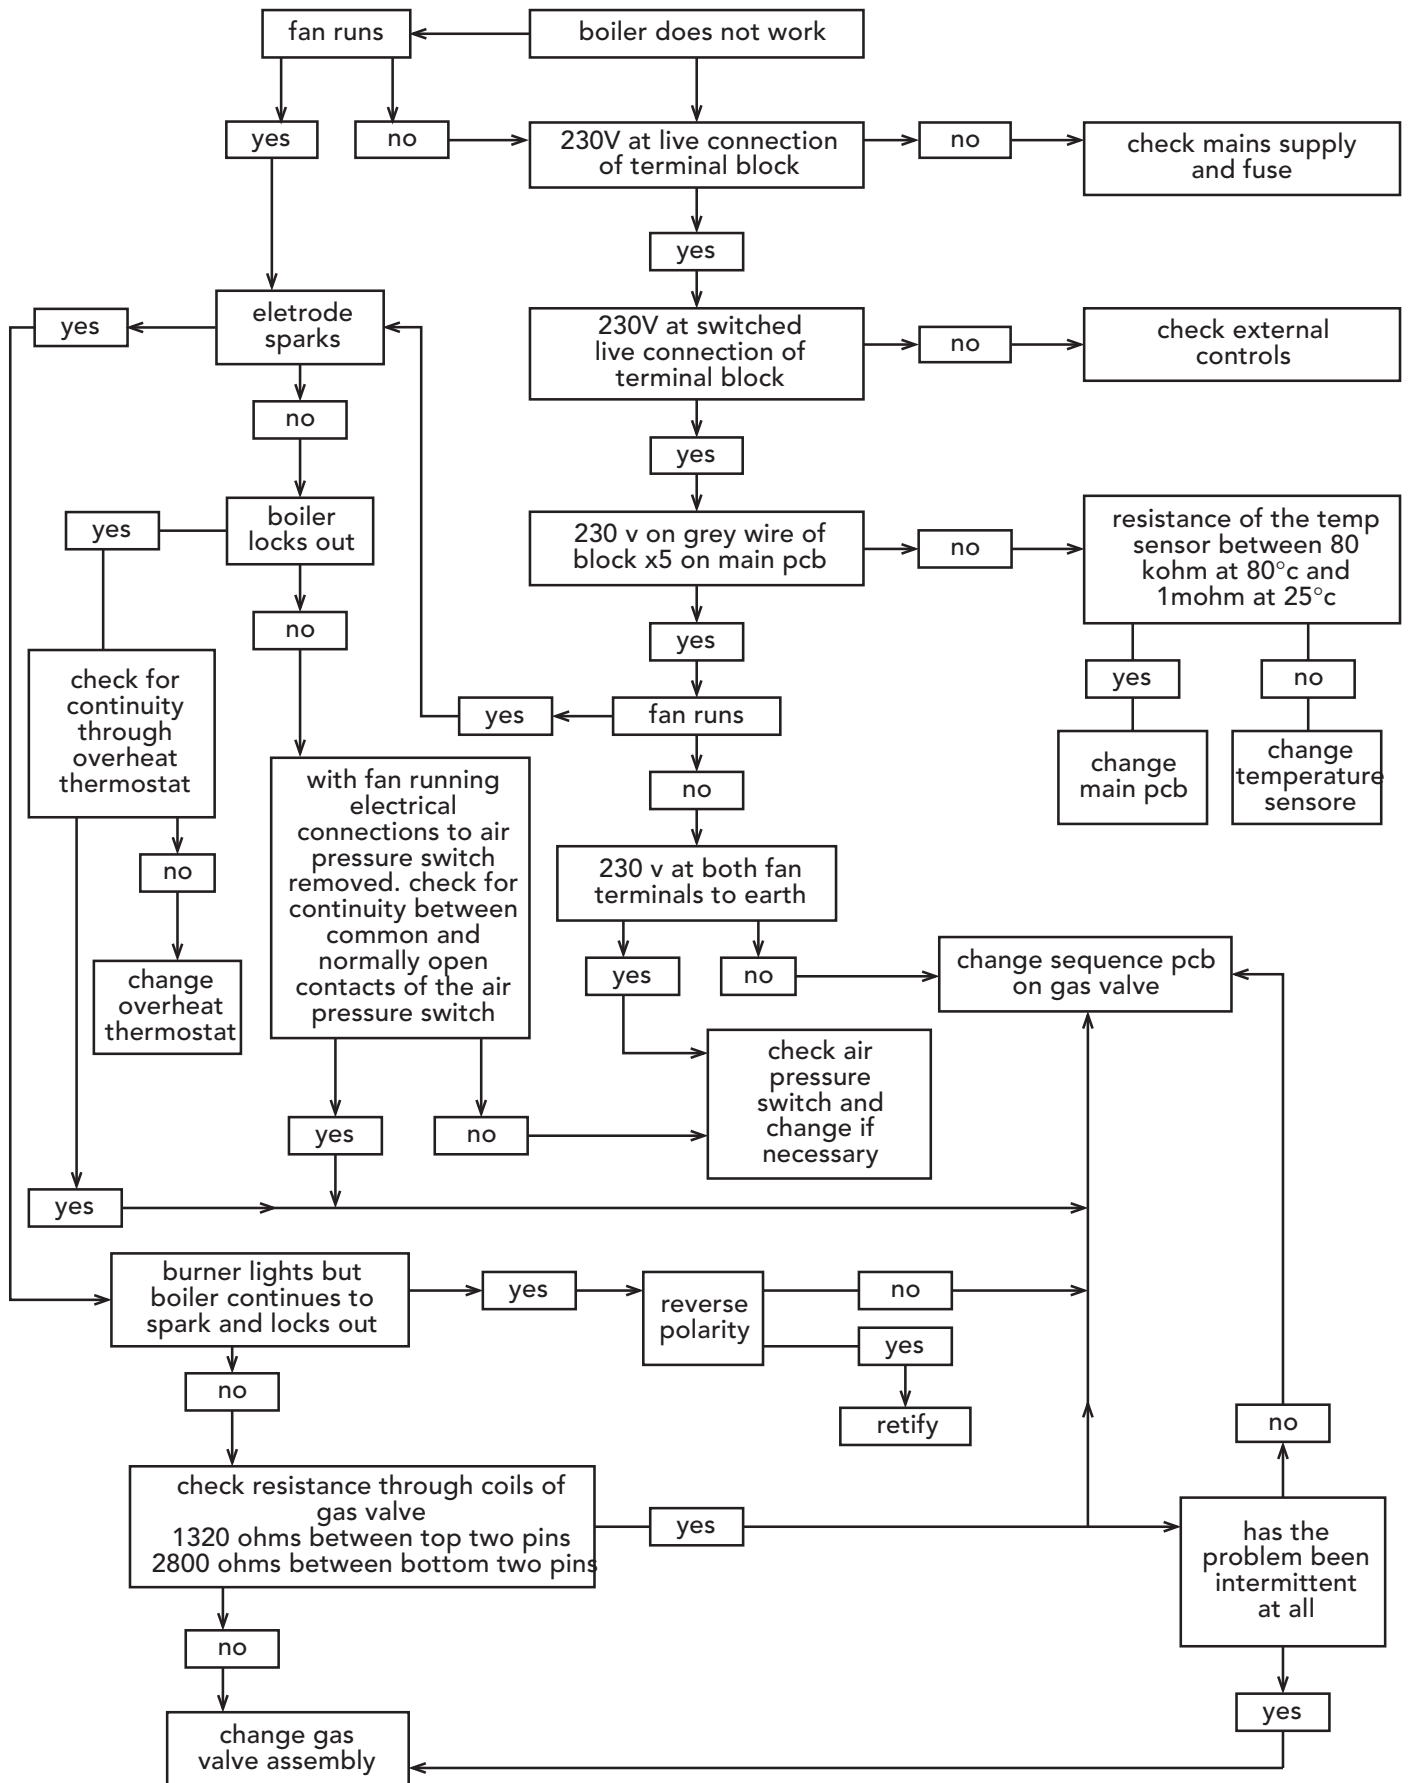 fan runs
boiler does not work
yes
no
230V at live connection
of terminal block
no
check mains supply
and fuse
yes
yes
eletrode
sparks
230V at switched
live connection of
terminal block
no
check external
controls
no
yes
yes
boiler
locks out
230 v on grey wire of
block x5 on main pcb
no
resistance of the temp
sensor between 80
kohm at 80°c and
1mohm at 25°c
no
yes
yes
no
check for
continuity
through
overheat
thermostat
yes
fan runs
change
main pcb
change
temperature
sensore
with fan running
electrical
connections to air
pressure switch
removed. check for
continuity between
common and
normally open
contacts of the air
pressure switch
no
no
230 v at both fan
terminals to earth
change
overheat
thermostat
yes
no
change sequence pcb
on gas valve
check air
pressure
switch and
change if
necessary
yes
no
yes
burner lights but
boiler continues to
spark and locks out
yes
reverse
polarity
no
yes
no
retify
no
check resistance through coils of
gas valve
1320 ohms between top two pins
2800 ohms between bottom two pins
yes
has the
problem been
intermittent
at all
no
yes
change gas
valve assembly